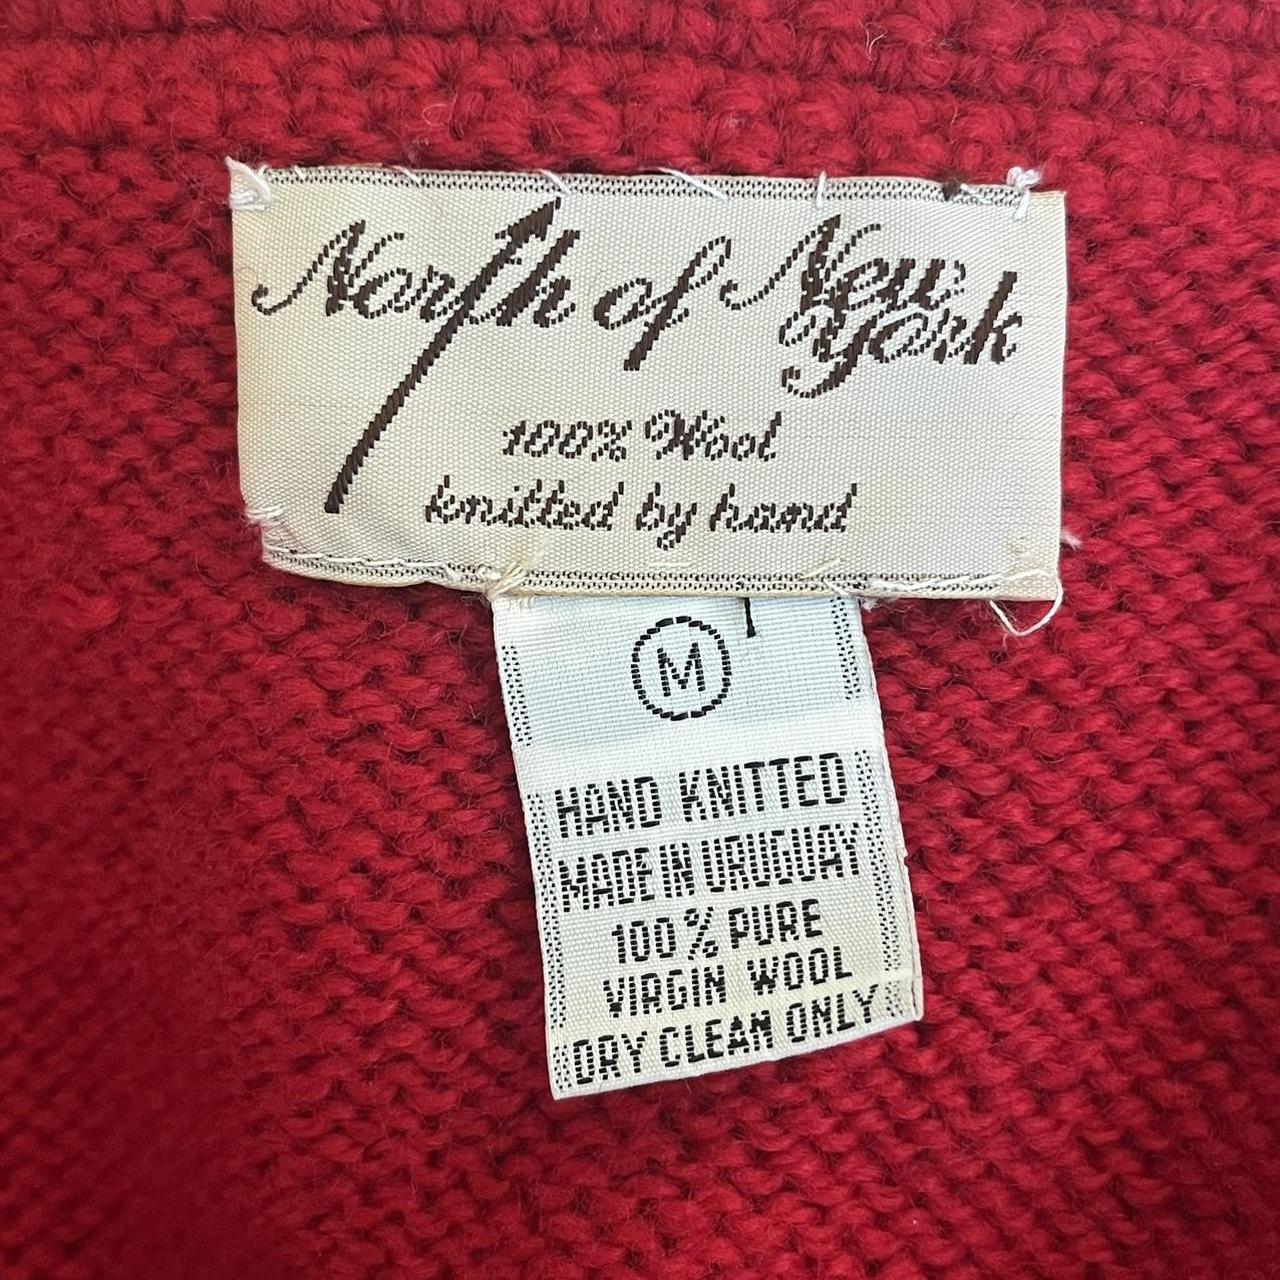 North of New
York
100% Wool
knitted by hand
M
HAND KNITTED
MADE IN URUGUAY
100% PURE
VIRGIN WOOL
DRY CLEAN ONLY